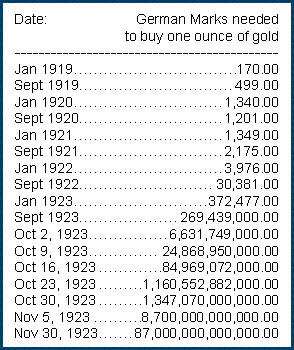 Date: German Marks needed
to buy one ounce of gold
------------------------------------------------
Jan 1919............................170.00
Sept 1919..........................499.00
Jan 1920.........................1,340.00
Sept 1920.......................1,201.00
Jan 1921.........................1,349.00
Sept 1921.......................2,175.00
Jan 1922.........................3,976.00
Sept 1922.....................30,381.00
Jan 1923.....................372,477.00
Sept 1923............269,439,000.00
Oct 2, 1923..........6,631,749,000.00
Oct 9, 1923........24,868,950,000.00
Oct 16, 1923......84,969,072,000.00
Oct 23, 1923.....1,160,552,882,000.00
Oct 30, 1923.....1,347,070,000,000.00
Nov 5, 1923......8,700,000,000,000.00
Nov 30, 1923....87,000,000,000,000.00